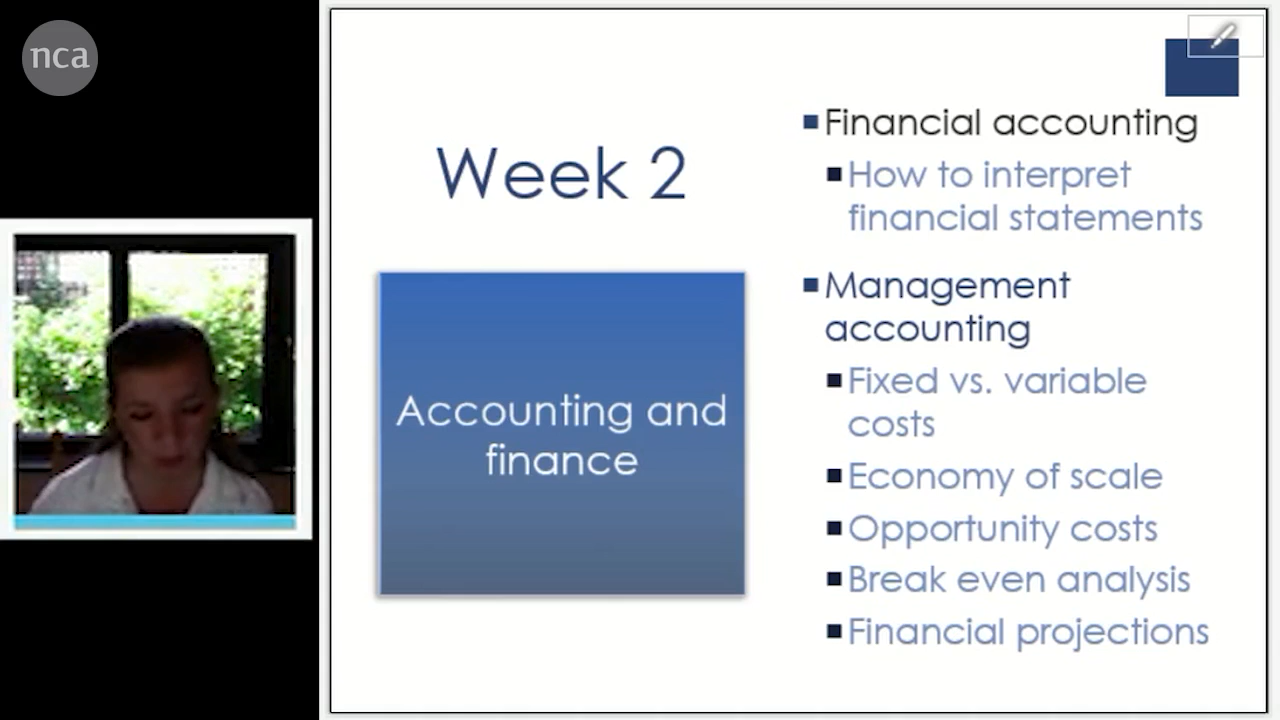 nca
Week 2
Accounting and
finance
Financial accounting
How to interpret
financial statements
Management
accounting
Fixed vs. variable
costs
Economy of scale
Opportunity costs
Break even analysis
Financial projections